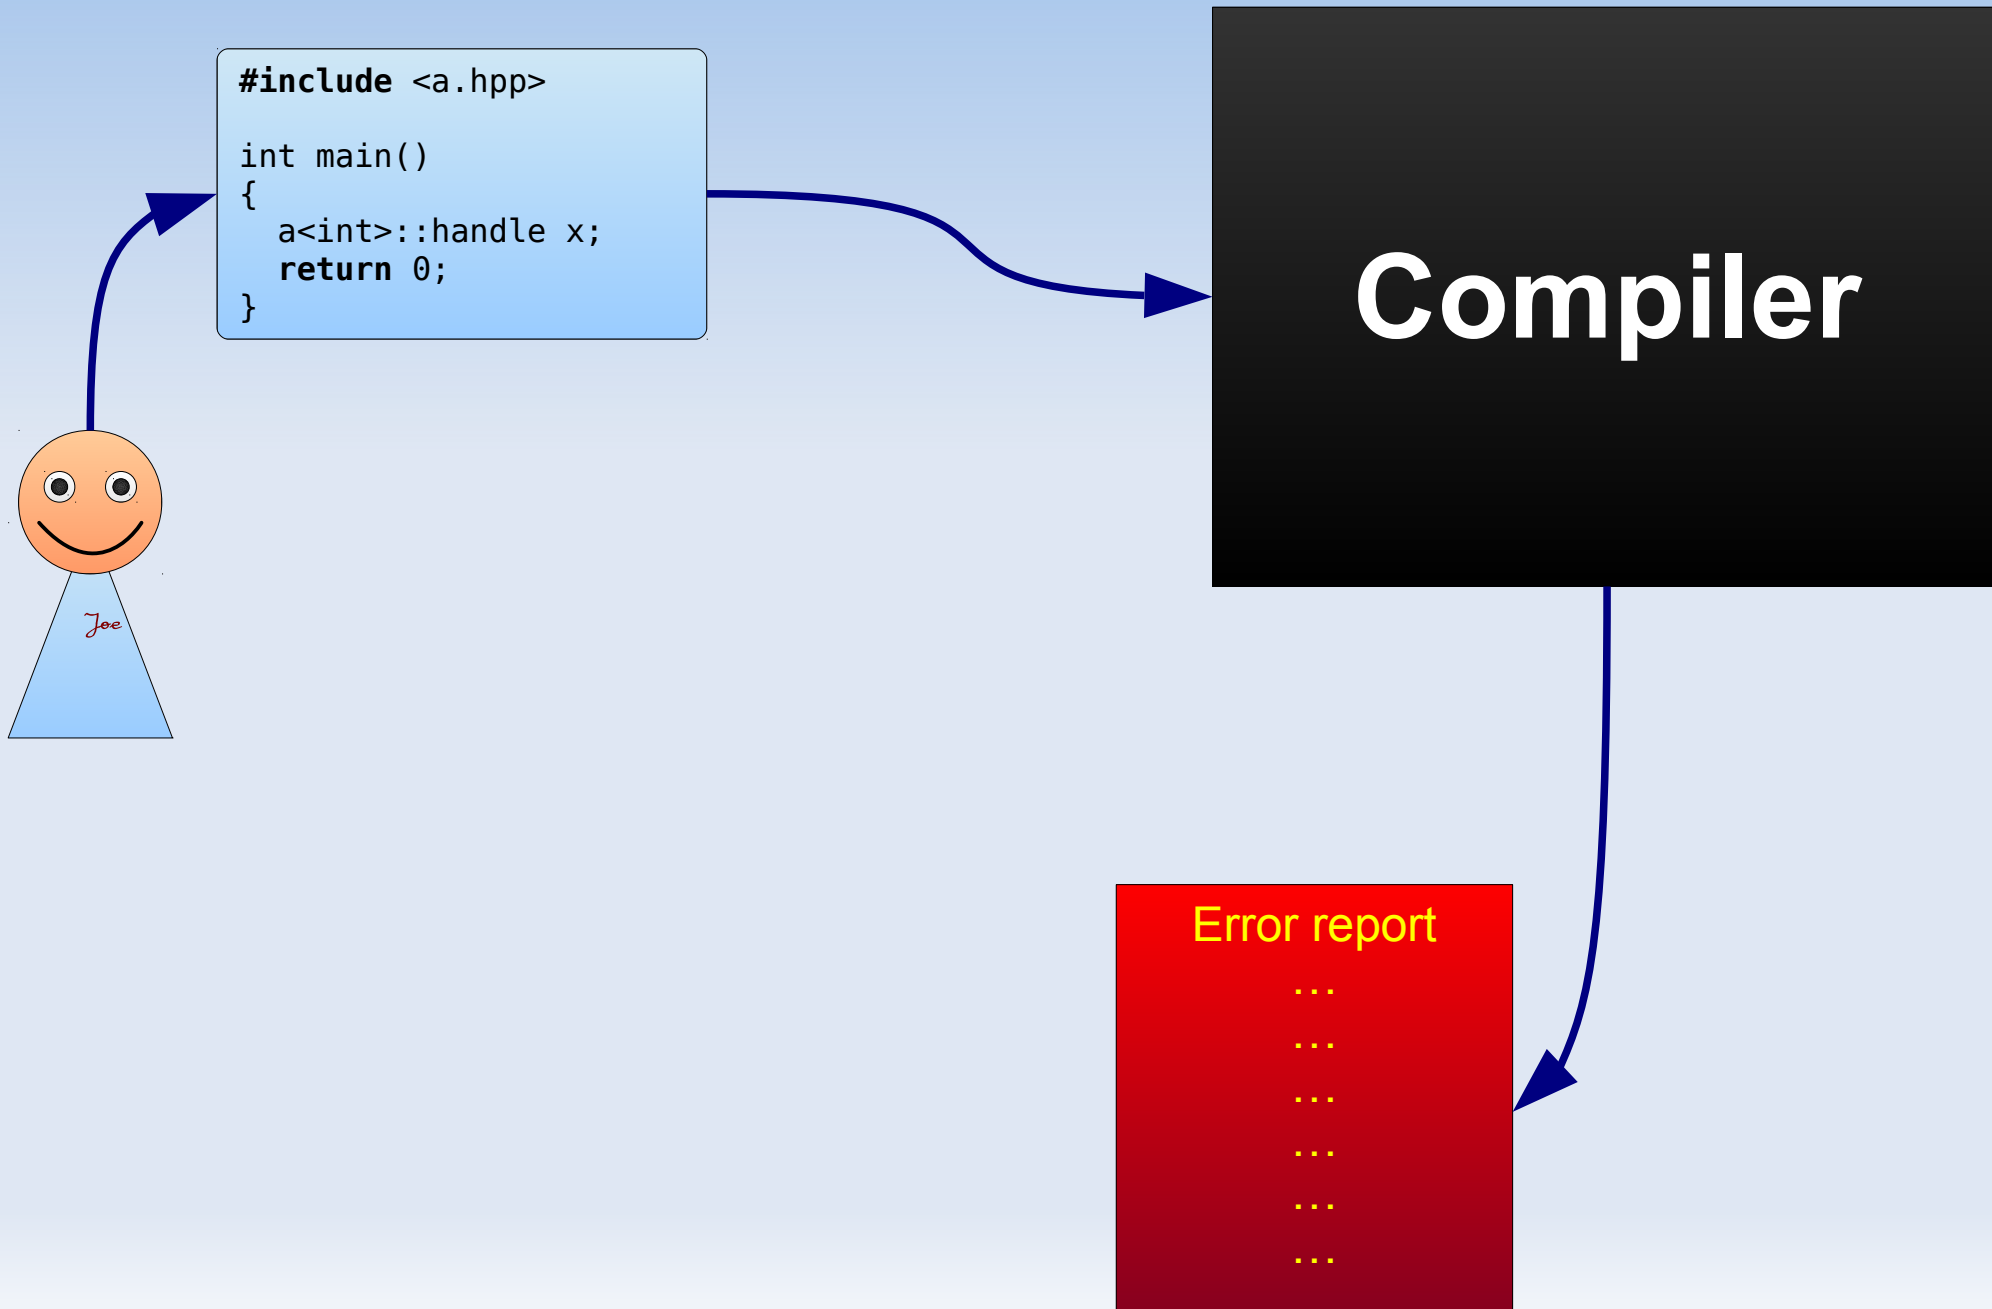 #include <a.hpp>
int main()
{
  a<int>::handle x;
  return 0;
}
Compiler
Joe
Error report
...
...
...
...
...
...